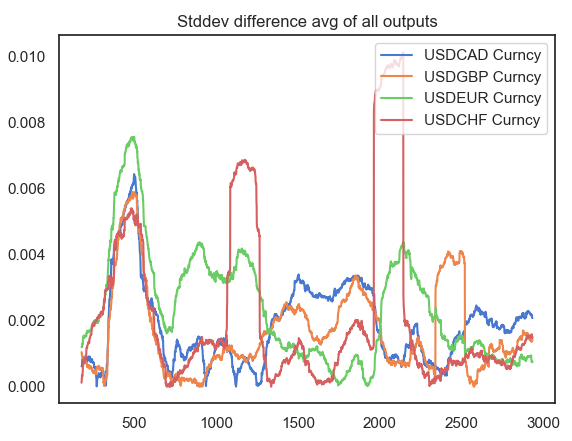 Stddev difference avg of all outputs
USDCAD Curncy
USDGBP Curncy
USDEUR Curncy
USDCHF Curncy
0.010
0.008
0.006
0.004
0.002
0.000
500
1000
1500
2000
2500
3000